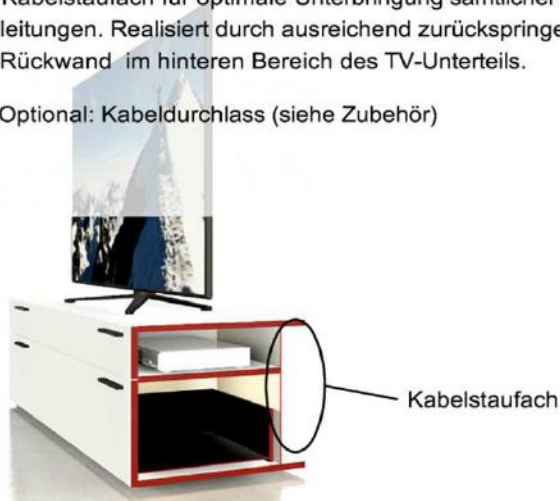 Kabelstaufach für optimale Unterbringung sämtlicher
leitungen. Realisiert durch ausreichend zurückspringe
Rückwand im hinteren Bereich des TV-Unterteils.
Optional: Kabeldurchlass (siehe Zubehör)
Kabelstaufach